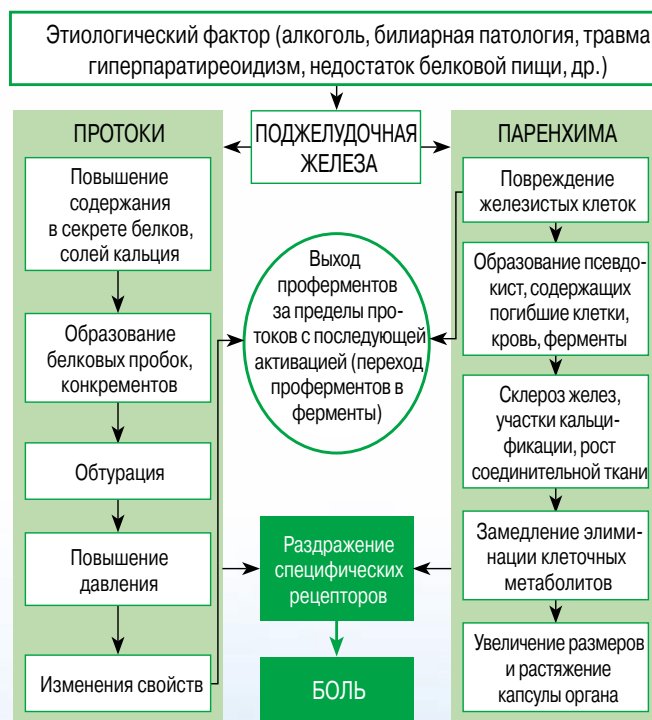 Этиологический фактор (алкоголь, билиарная патология, травма
гиперпаратиреоидизм, недостаток белковой пищи, др.)
ПРОТОКИ
ПОДЖЕЛУДОЧНАЯ
ЖЕЛЕЗА
ПАРЕНХИМА
Повышение
содержания
в секрете белков,
солей кальция
Образование
белковых пробок,
конкрементов
Обтурация
Повышение
давления
Изменения свойств
Выход
проферментов
за пределы про-
токов с последующей
активацией (переход
проферментов в
ферменты)
Раздражение
специфических
рецепторов
БОЛЬ
Повреждение
железистых клеток
Образование псевдо-
кист, содержащих
погибшие клетки,
кровь, ферменты
Склероз желез,
участки кальци-
фикации, рост
соединительной ткани
Замедление элими-
нации клеточных
метаболитов
Увеличение размеров
и растяжение
капсулы органа